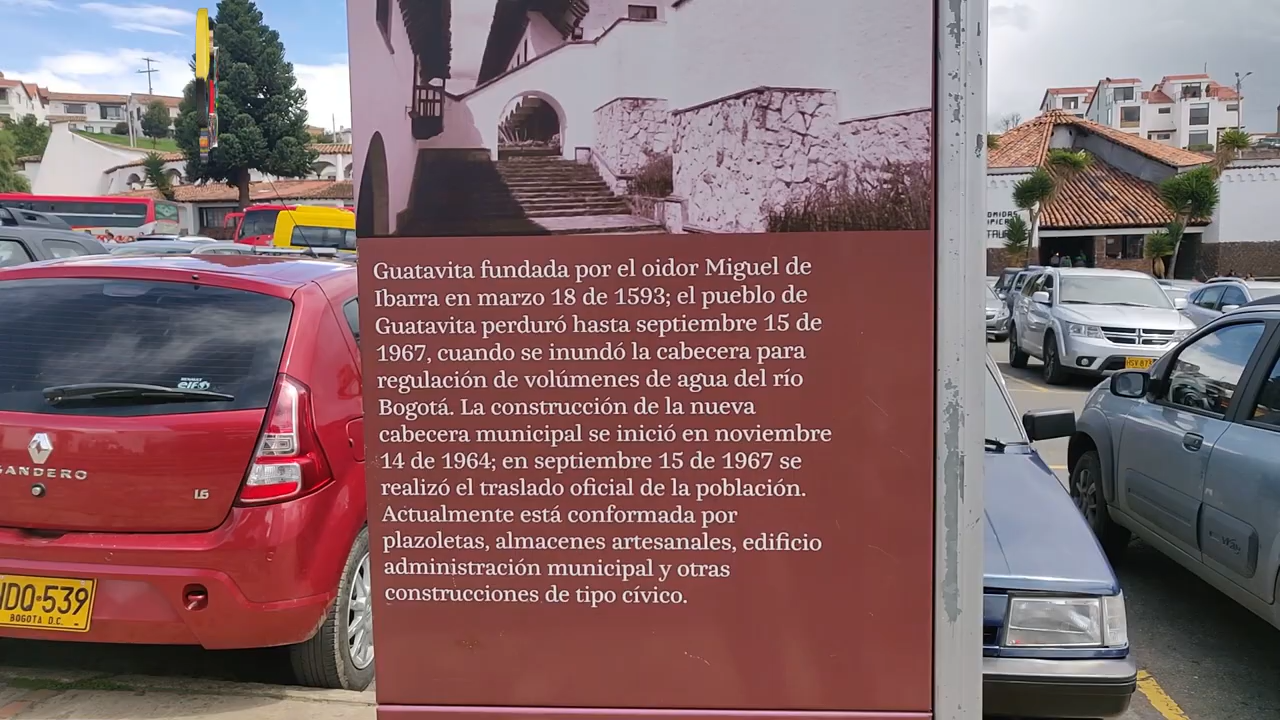 Guatavita fundada por el oidor Miguel de
Ibarra en marzo 18 de 1593; el pueblo de
Guatavita perduró hasta septiembre 15 de
1967, cuando se inundó la cabecera para
regulación de volúmenes de agua del río
Bogotá. La construcción de la nueva
cabecera municipal se inició en noviembre
14 de 1964; en septiembre 15 de 1967 se
realizó el traslado oficial de la población.
Actualmente está conformada por
plazoletas, almacenes artesanales, edificio
administración municipal y otras
construcciones de tipo cívico.
SANDERO
1.6
DQ·539
BOGOTA D.C.